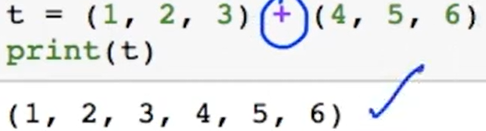 t = (1, 2, 3) + (4, 5, 6)
print(t)
(1, 2, 3, 4, 5, 6)